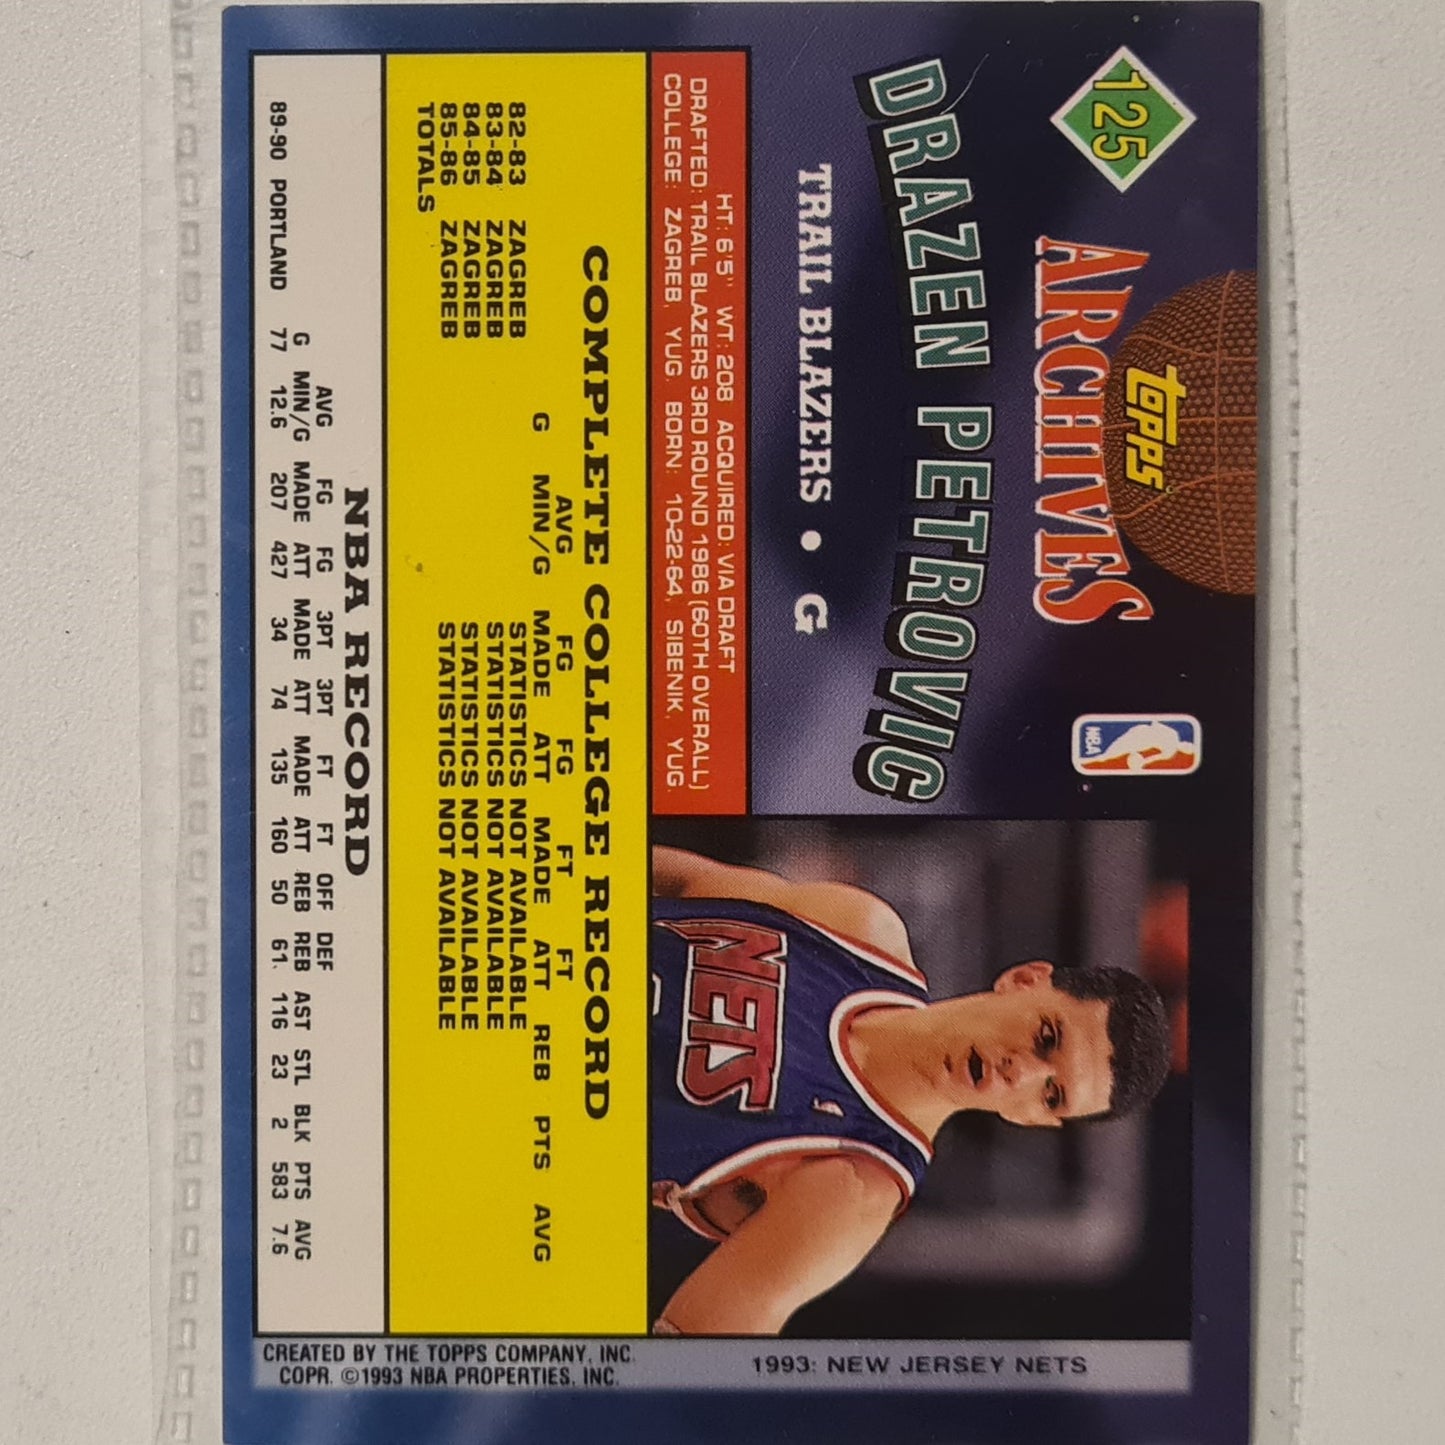 125
topps
ARCHIVES
NBA
DRAZEN PETROVIC
TRAIL BLAZERS • G
HT: 6'5" WT: 208 ACQUIRED: VIA DRAFT
DRAFTED: TRAIL BLAZERS 3RD ROUND 1986 (60TH OVERALL)
COLLEGE: ZAGREB, YUG. BORN: 10-22-64, SIBENIK, YUG.
NETS
COMPLETE COLLEGE RECORD
AVG FG FG FT FT
G MIN/G MADE ATT MADE ATT REB PTS AVG
82-83 ZAGREB STATISTICS NOT AVAILABLE
83-84 ZAGREB STATISTICS NOT AVAILABLE
84-85 ZAGREB STATISTICS NOT AVAILABLE
85-86 ZAGREB STATISTICS NOT AVAILABLE
TOTALS
NBA RECORD
AVG FG FG 3PT 3PT FT FT OFF DEF
G MIN/G MADE ATT MADE ATT MADE ATT REB REB AST STL BLK PTS AVG
89-90 PORTLAND 77 12.6 207 427 34 74 135 160 50 61. 116 23 2 583 7.6
1993: NEW JERSEY NETS
CREATED BY THE TOPPS COMPANY, INC.
COPR. ©1993 NBA PROPERTIES, INC.